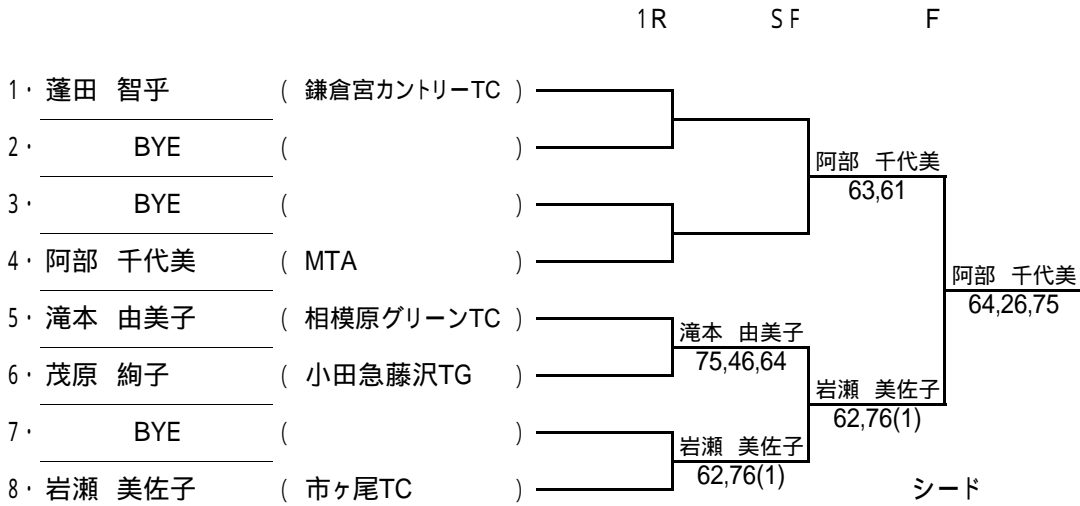 1R SF F
1・ 蓬田 智乎 ( 鎌倉宮カントリーTC )
2・ BYE ( )
阿部 千代美
63,61
3・ BYE ( )
4・ 阿部 千代美 ( MTA )
阿部 千代美
64,26,75
5・ 滝本 由美子 ( 相模原グリーンTC )
滝本 由美子
75,46,64
6・ 茂原 絢子 ( 小田急藤沢TG )
岩瀬 美佐子
62,76(1)
7・ BYE ( )
岩瀬 美佐子
62,76(1)
8・ 岩瀬 美佐子 ( 市ヶ尾TC )
シード